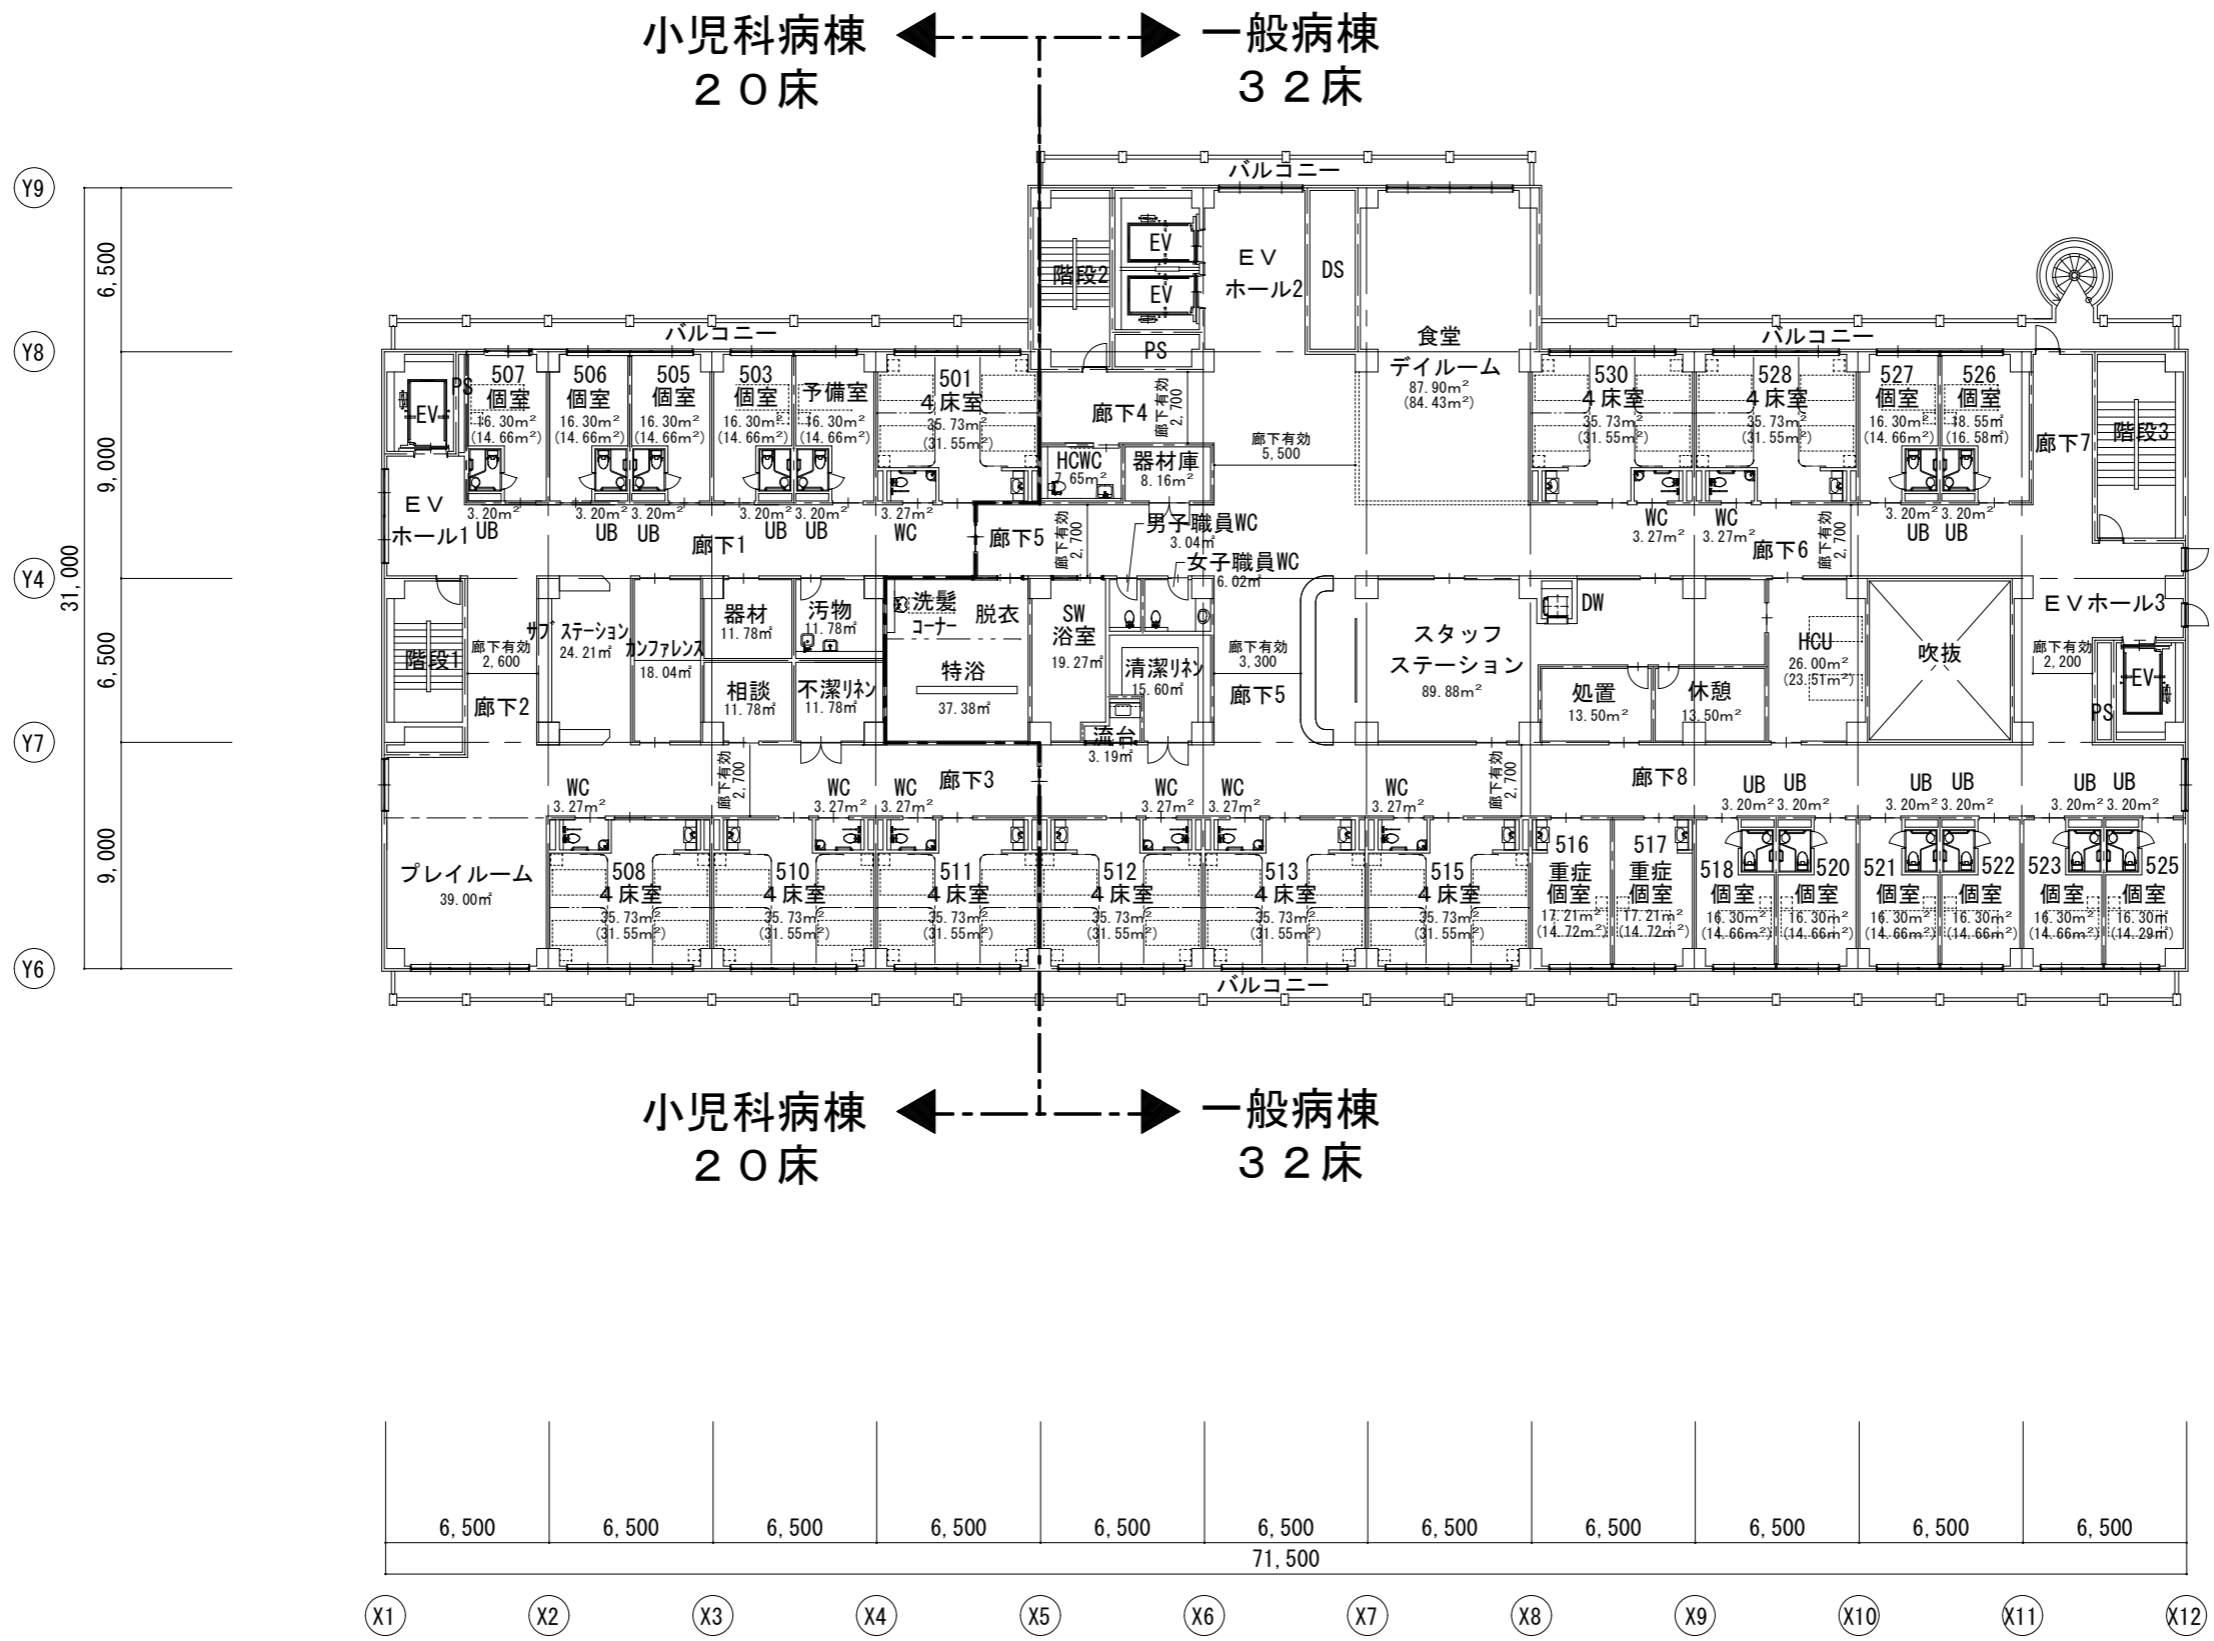 小児科病棟
２０床
一般病棟
３２床
Y9
バルコニー
6,500
EV
EV
階段2
ＥＶ
ホール2
DS
PS
食堂
デイルーム
87.90m²
(84.43m²)
Y8
バルコニー
バルコニー
EV
PS
507
個室
16.30m²
(14.66m²)
506
個室
16.30m²
(14.66m²)
505
個室
16.30m²
(14.66m²)
503
個室
16.30m²
(14.66m²)
予備室
16.30m²
(14.66m²)
501
４床室
35.73m²
(31.55m²)
廊下4
廊下有効
2,700
廊下有効
5,500
HCWC
7.65m²
器材庫
8.16m²
530
４床室
35.73m²
(31.55m²)
528
４床室
35.73m²
(31.55m²)
527
個室
16.30m²
(14.66m²)
526
個室
18.55㎡
(16.58㎡)
廊下7
階段3
9,000
31,000
ＥＶ
ホール1
3.20m²
UB
3.20m²
UB
3.20m²
UB
3.20m²
UB
3.20m²
UB
3.27m²
WC
廊下1
廊下5
廊下有効
2,700
男子職員WC
3.04㎡
女子職員WC
6.02㎡
WC
3.27m²
WC
3.27m²
廊下6
廊下有効
2,700
3.20m²
UB
3.20m²
UB
Y4
6,500
階段1
廊下有効
2,600
廊下2
ｻﾌﾞｽﾃｰｼｮﾝ
24.21㎡
ｶﾝﾌｧﾚﾝｽ
18.04㎡
器材
11.78㎡
汚物
11.78㎡
相談
11.78㎡
不潔ﾘﾈﾝ
11.78㎡
洗髪
ｺｰﾅｰ
脱衣
特浴
37.38㎡
SW
浴室
19.27㎡
清潔ﾘﾈﾝ
15.60㎡
流台
3.19㎡
廊下有効
3,300
廊下5
スタッフ
ステーション
89.88m²
DW
処置
13.50m²
休憩
13.50m²
HCU
26.00m²
(23.51m²)
吹抜
ＥＶホール3
廊下有効
2,200
EV
PS
Y7
WC
3.27m²
廊下有効
2,700
WC
3.27m²
WC
3.27m²
廊下3
WC
3.27m²
WC
3.27m²
WC
3.27m²
廊下有効
2,700
廊下8
UB
3.20m²
UB
3.20m²
UB
3.20m²
UB
3.20m²
UB
3.20m²
UB
3.20m²
9,000
プレイルーム
39.00㎡
508
４床室
35.73m²
(31.55m²)
510
４床室
35.73m²
(31.55m²)
511
４床室
35.73m²
(31.55m²)
512
４床室
35.73m²
(31.55m²)
513
４床室
35.73m²
(31.55m²)
515
４床室
35.73m²
(31.55m²)
516
重症
個室
17.21m²
(14.72m²)
517
重症
個室
17.21m²
(14.72m²)
518
個室
16.30m²
(14.66m²)
520
個室
16.30m²
(14.66m²)
521
個室
16.30m²
(14.66m²)
522
個室
16.30m²
(14.66m²)
523
個室
16.30m²
(14.66m²)
525
個室
16.30㎡
(14.29㎡)
Y6
バルコニー
小児科病棟
２０床
一般病棟
３２床
6,500
6,500
6,500
6,500
6,500
6,500
6,500
6,500
6,500
6,500
6,500
71,500
X1
X2
X3
X4
X5
X6
X7
X8
X9
X10
X11
X12